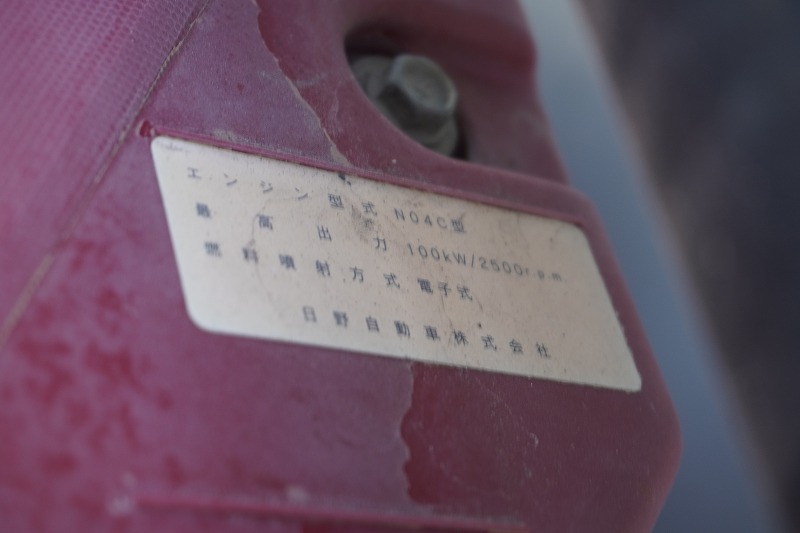 エンジン型式 N04C型
最高出力 100kW/2500r.p.m.
燃料噴射方式 電子式
日野自動車株式会社